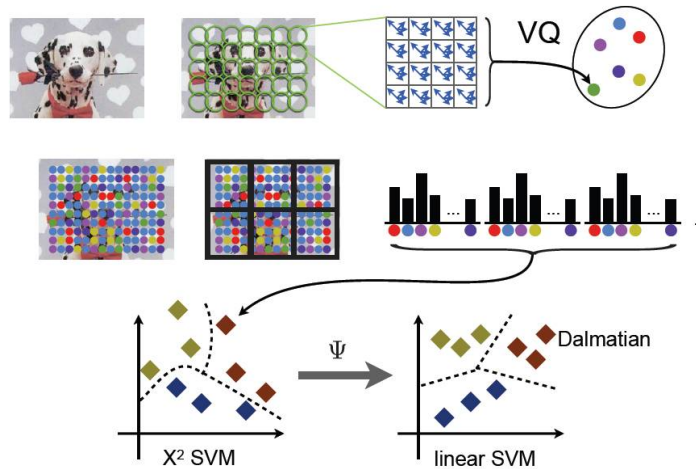 VQ
... ... ...
Ψ
Dalmatian
X² SVM
linear SVM